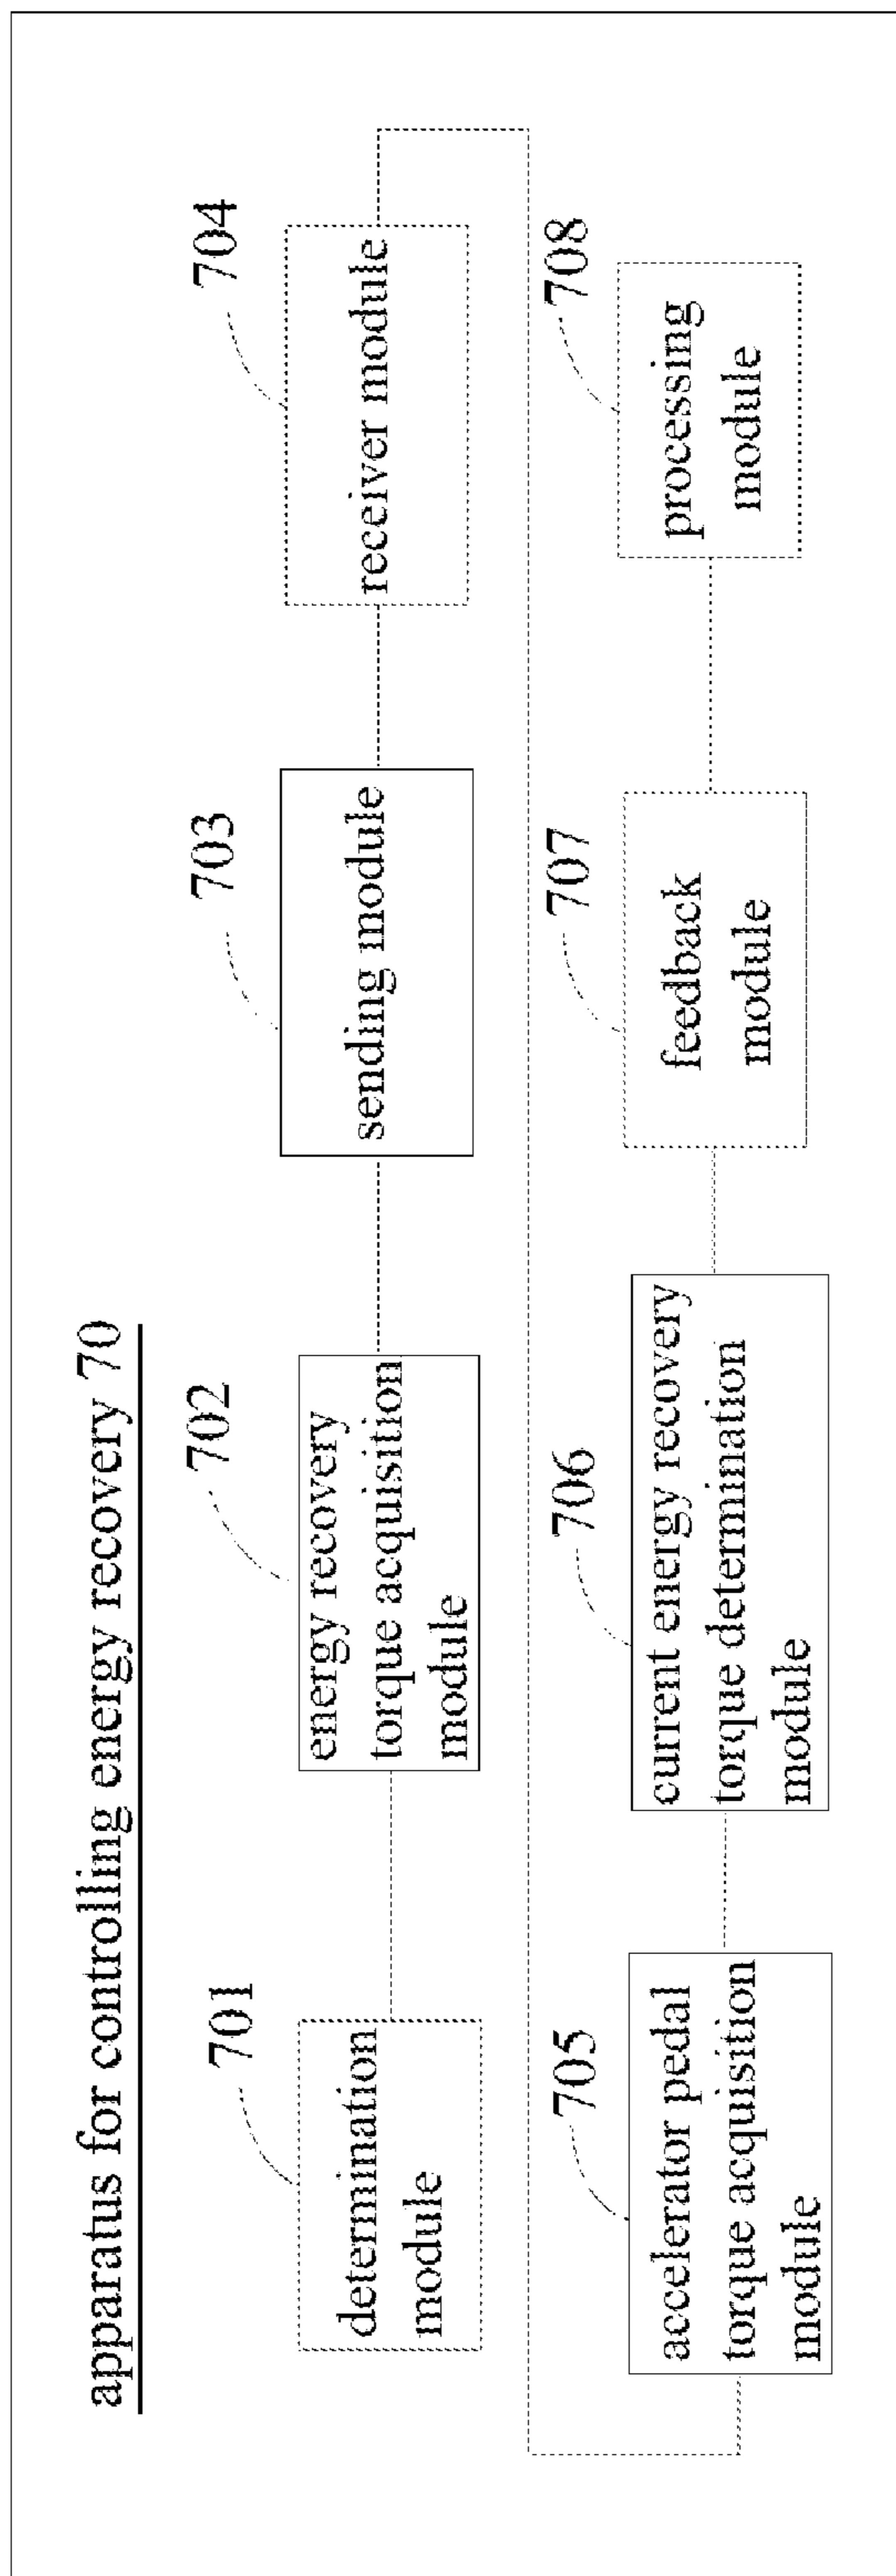 apparatus for controlling energy recovery 70
701
determination
module
702
energy recovery
torque acquisition
module
703
sending module
704
receiver module
705
accelerator pedal
torque acquisition
module
706
current energy recovery
torque determination
module
707
feedback
module
708
processing
module